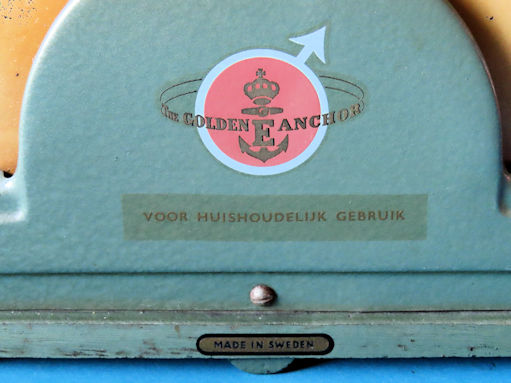 THE GOLDEN E ANCHOR
VOOR HUISHOUDELIJK GEBRUIK
MADE IN SWEDEN